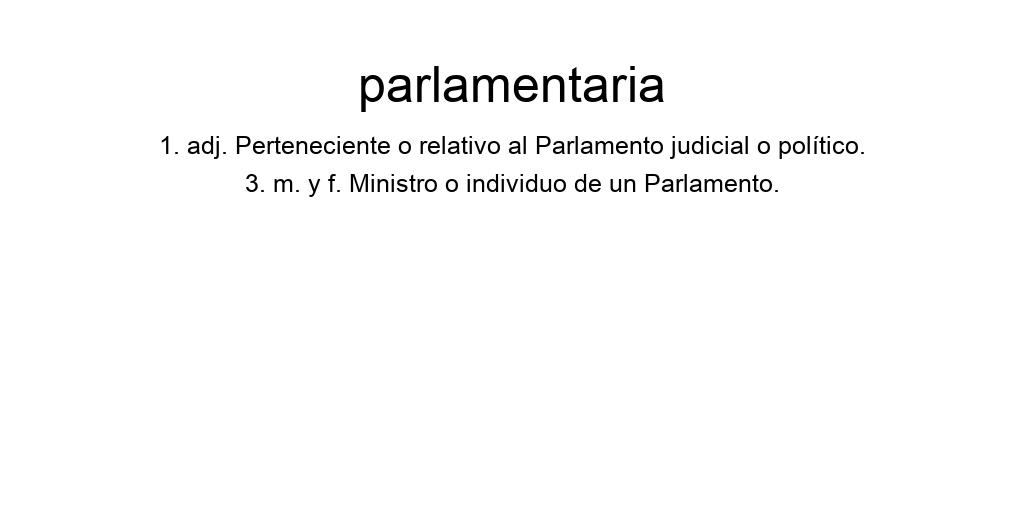 parlamentaria
1. adj. Perteneciente o relativo al Parlamento judicial o político.
3. m. y f. Ministro o individuo de un Parlamento.